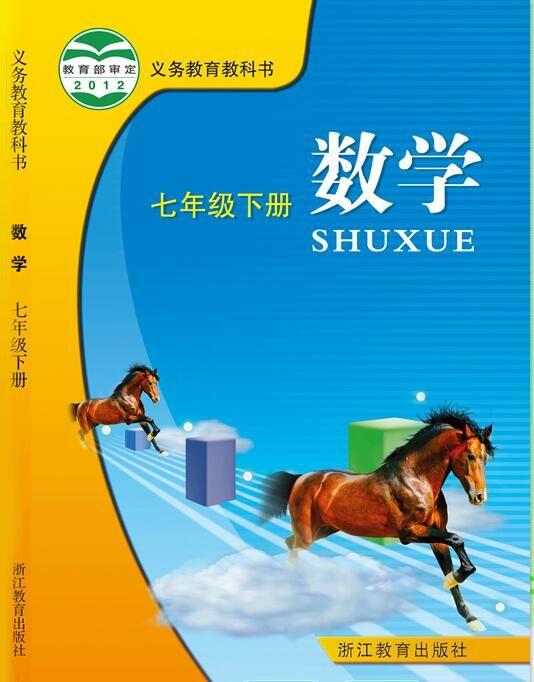 义务教育教科书
数学
七年级下册
浙江教育出版社
教育部审定
2012
义务教育教科书
七年级下册
数学
SHUXUE
浙江教育出版社